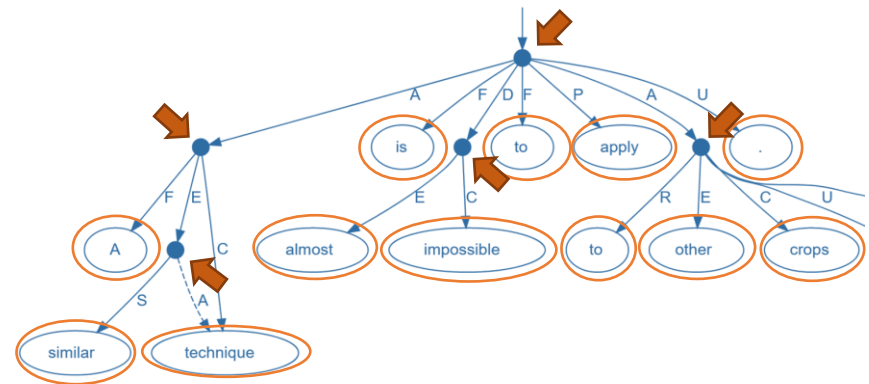 A F D F P A U
is to apply .
F E C E C R E C U
A almost impossible to other crops
S A
similar technique